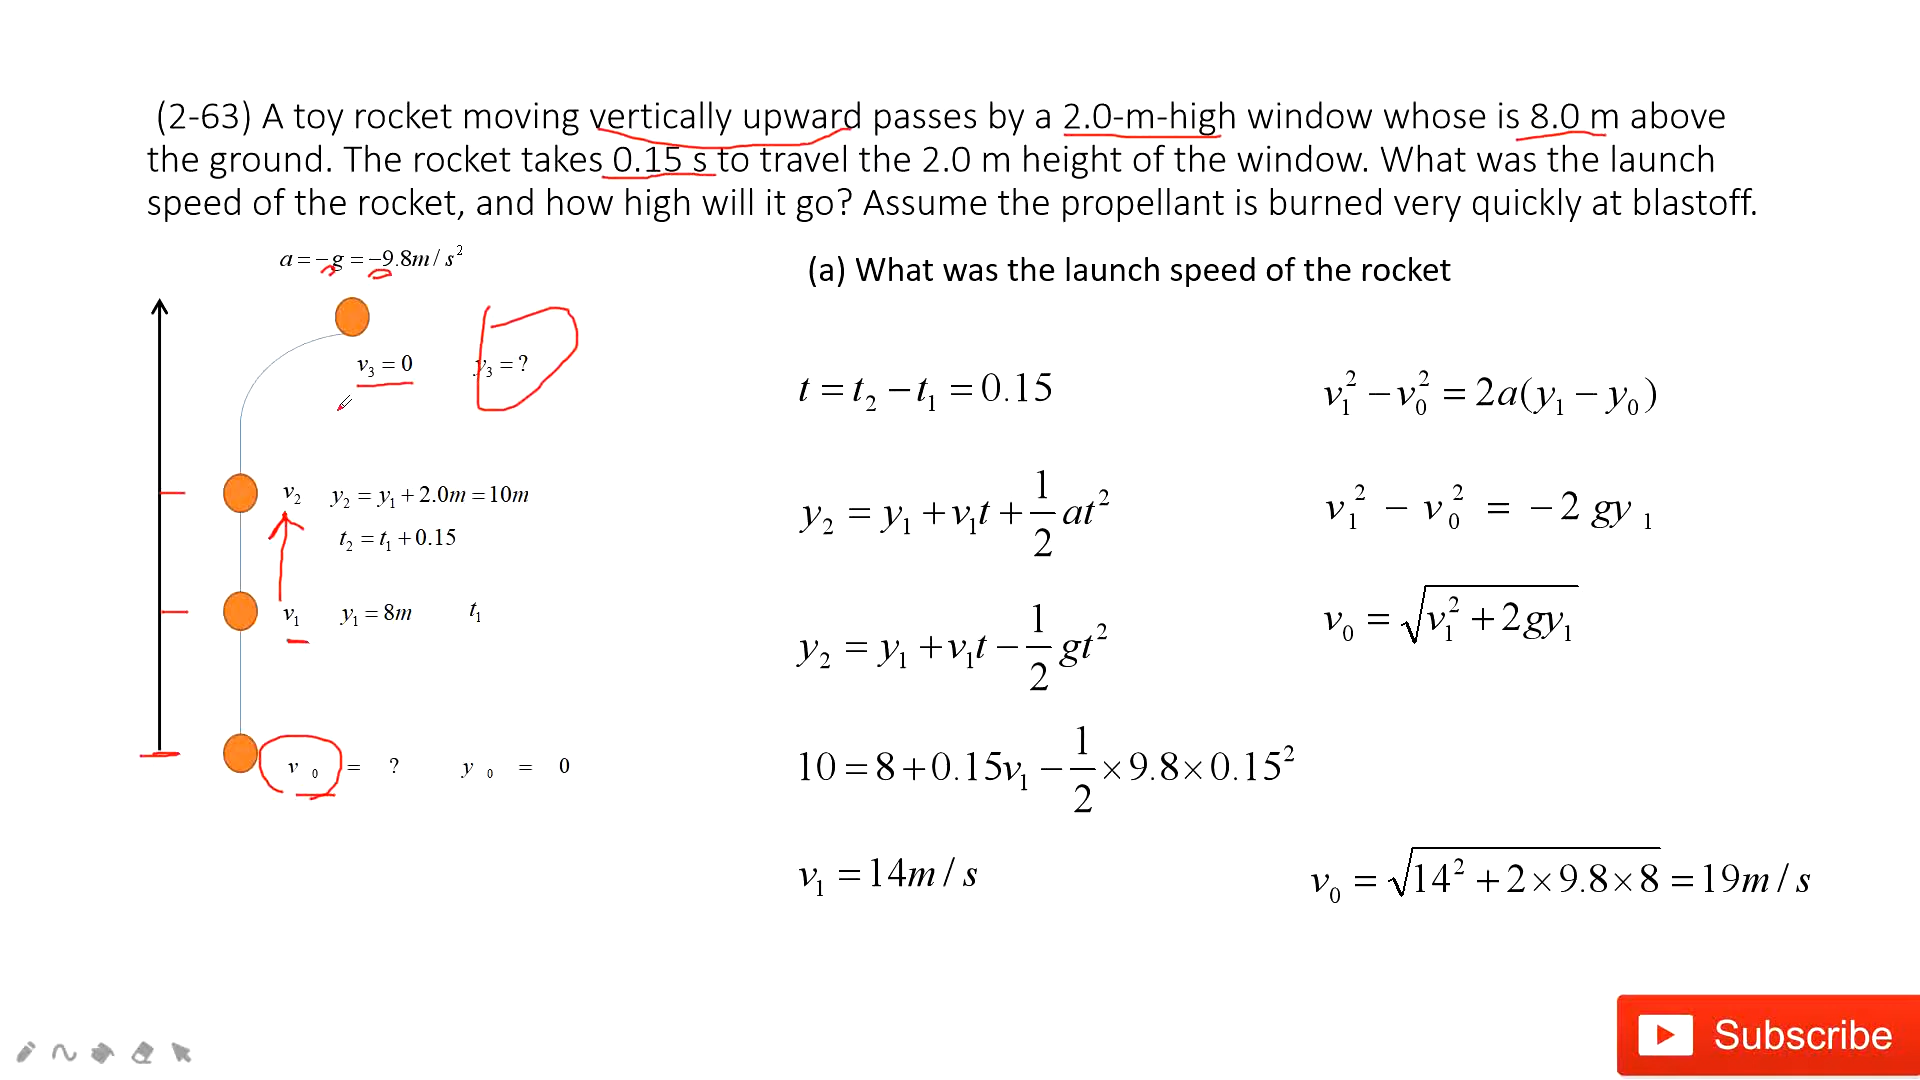 (2-63) A toy rocket moving vertically upward passes by a 2.0-m-high window whose is 8.0 m above
the ground. The rocket takes 0.15 s to travel the 2.0 m height of the window. What was the launch
speed of the rocket, and how high will it go? Assume the propellant is burned very quickly at blastoff.
a = −g = −9.8m / s²
(a) What was the launch speed of the rocket
v₃ = 0 y₃ = ?
t = t₂ − t₁ = 0.15
v₁² − v₀² = 2a(y₁ − y₀)
v₂ y₂ = y₁ + 2.0m = 10m
t₂ = t₁ + 0.15
y₂ = y₁ + v₁t + 1/2 at²
v₁² − v₀² = −2 gy₁
v₁ y₁ = 8m t₁
y₂ = y₁ + v₁t − 1/2 gt²
v₀ = √(v₁² + 2gy₁)
v₀ = ? y₀ = 0
10 = 8 + 0.15v₁ − 1/2 × 9.8 × 0.15²
v₁ = 14m / s
v₀ = √(14² + 2 × 9.8 × 8) = 19m / s
Subscribe